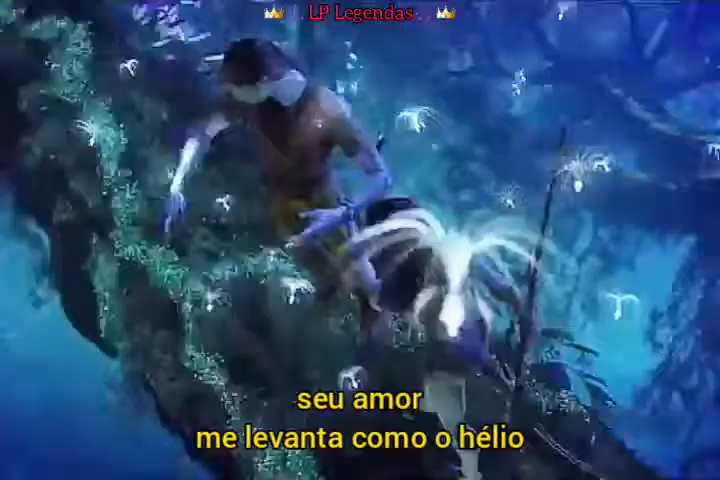 👑 LP Legendas 👑
seu amor
me levanta como o hélio